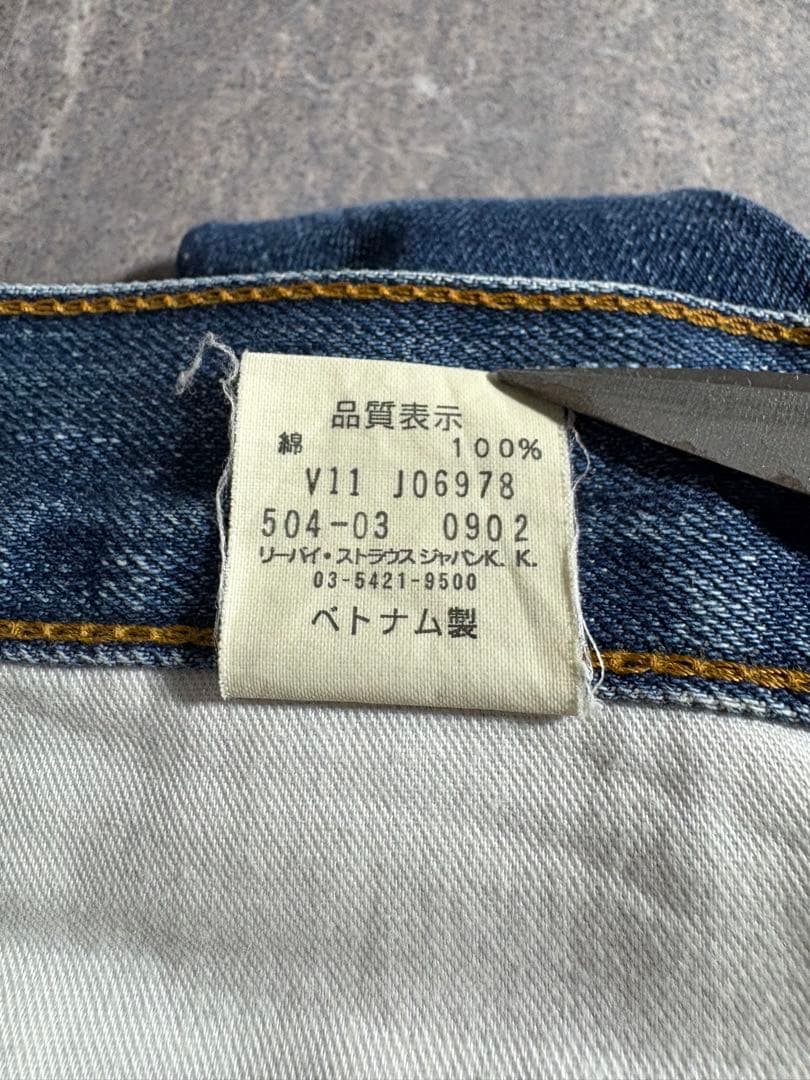 品質表示
綿 100%
V11 J06978
504-03 0902
リーバイ・ストラウスジャパンK. K.
03-5421-9500
ベトナム製